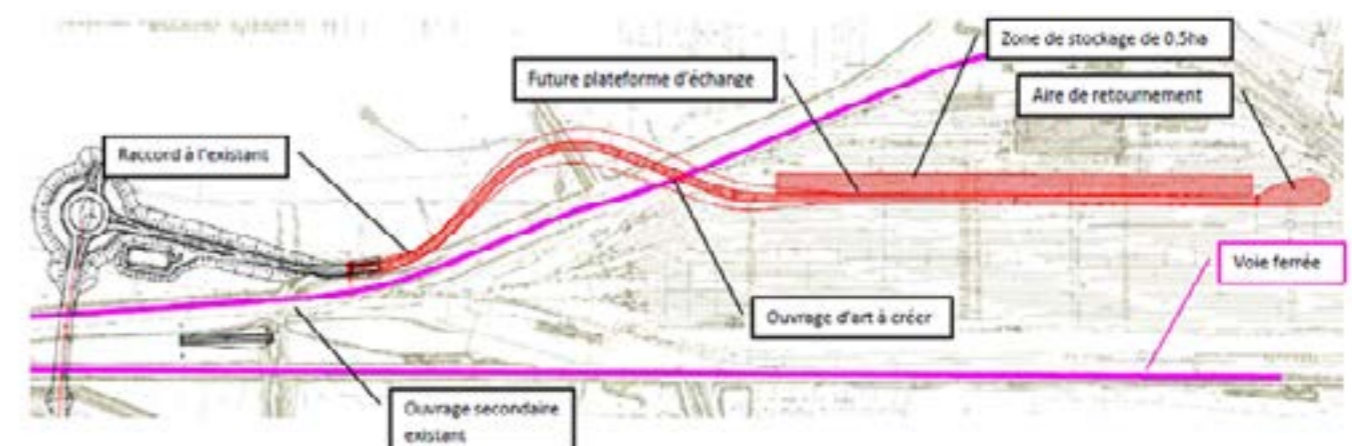 Zone de stockage de 0.5ha
Future plateforme d'échange
Aire de retournement
Raccord à l'existant
Voie ferrée
Ouvrage d'art à créer
Ouvrage secondaire
existant